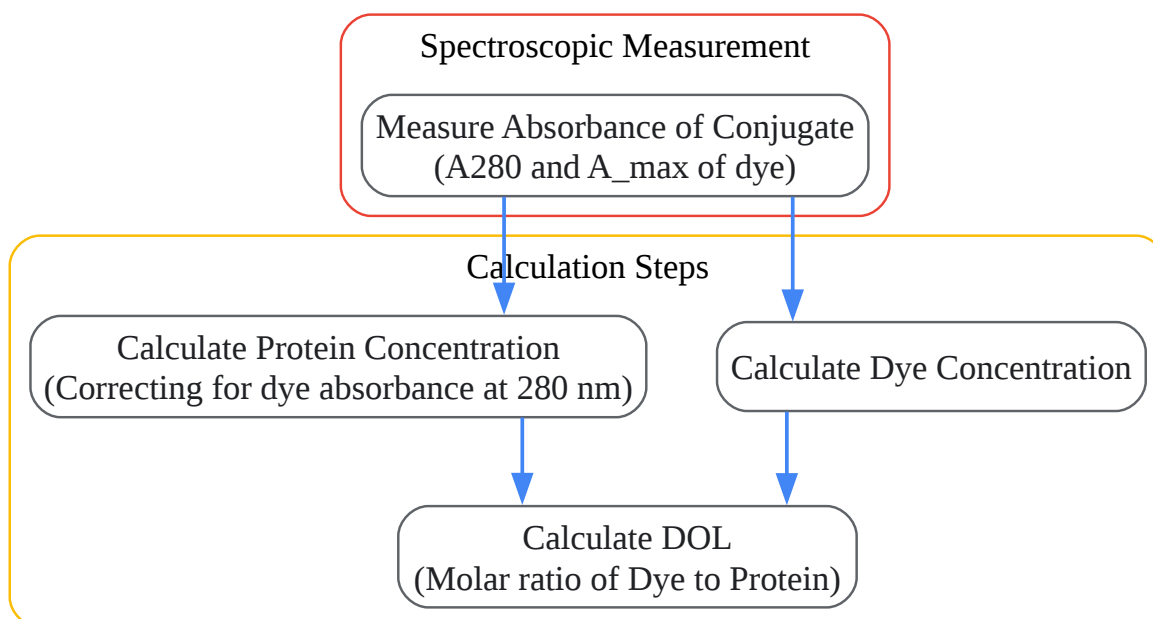 Spectroscopic Measurement
Measure Absorbance of Conjugate
(A280 and A_max of dye)
Calculation Steps
Calculate Protein Concentration
(Correcting for dye absorbance at 280 nm)
Calculate Dye Concentration
Calculate DOL
(Molar ratio of Dye to Protein)